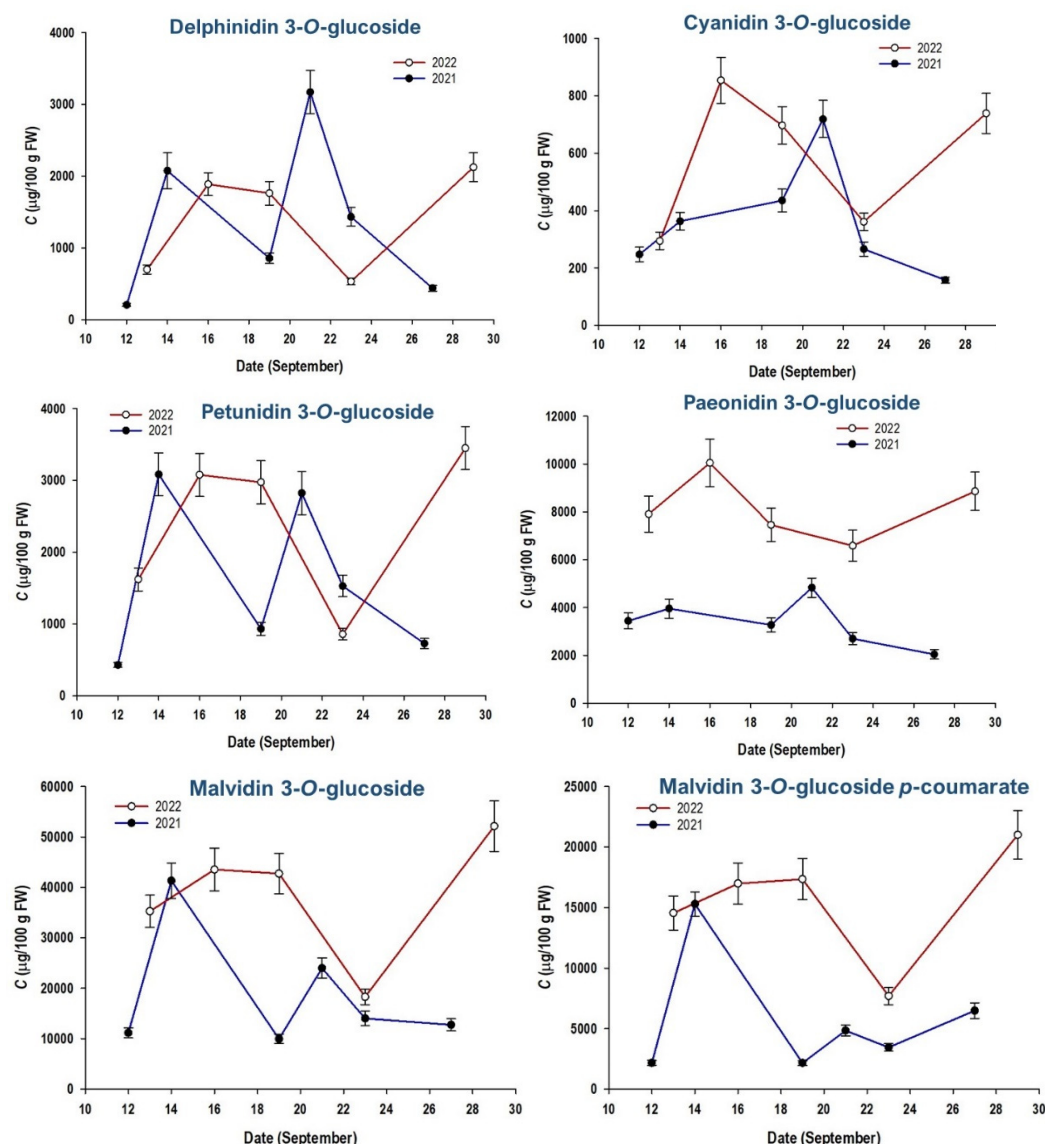 Delphinidin 3-O-glucoside
4000
3000
2000
1000
0
C (µg/100 g FW)
2022
2021
10 12 14 16 18 20 22 24 26 28 30
Date (September)
Cyanidin 3-O-glucoside
1000
800
600
400
200
0
C (µg/100 g FW)
2022
2021
10 12 14 16 18 20 22 24 26 28
Date (September)
Petunidin 3-O-glucoside
4000
3000
2000
1000
0
C (µg/100 g FW)
2022
2021
10 12 14 16 18 20 22 24 26 28 30
Date (September)
Paeonidin 3-O-glucoside
12000
10000
8000
6000
4000
2000
0
C (µg/100 g FW)
2022
2021
10 12 14 16 18 20 22 24 26 28 30
Date (September)
Malvidin 3-O-glucoside
60000
50000
40000
30000
20000
10000
0
C (µg/100 g FW)
2022
2021
10 12 14 16 18 20 22 24 26 28 30
Date (September)
Malvidin 3-O-glucoside p-coumarate
25000
20000
15000
10000
5000
0
C (µg/100 g FW)
2022
2021
10 12 14 16 18 20 22 24 26 28 30
Date (September)